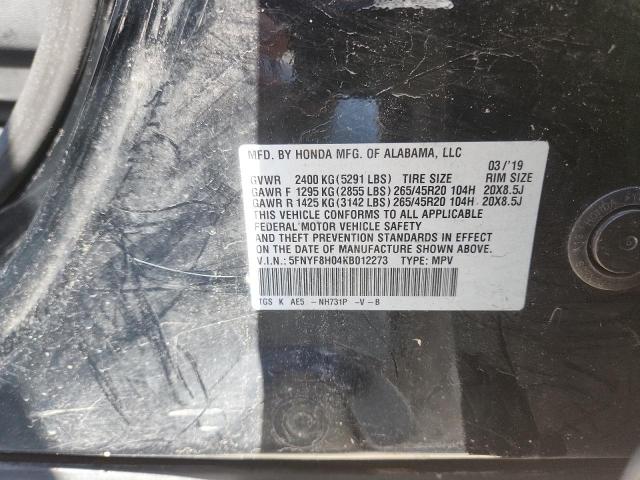 MFD. BY HONDA MFG. OF ALABAMA, LLC
03/'19
GVWR 2400 KG(5291 LBS) TIRE SIZE RIM SIZE
GAWR F 1295 KG(2855 LBS) 265/45R20 104H 20X8.5J
GAWR R 1425 KG(3142 LBS) 265/45R20 104H 20X8.5J
THIS VEHICLE CONFORMS TO ALL APPLICABLE
FEDERAL MOTOR VEHICLE SAFETY
AND THEFT PREVENTION STANDARDS IN EFFECT
ON THE DATE OF MANUFACTURE SHOWN ABOVE.
V.I.N.: 5FNYF8H04KB012273 TYPE: MPV
TGS K AE5 -NH731P -V-B